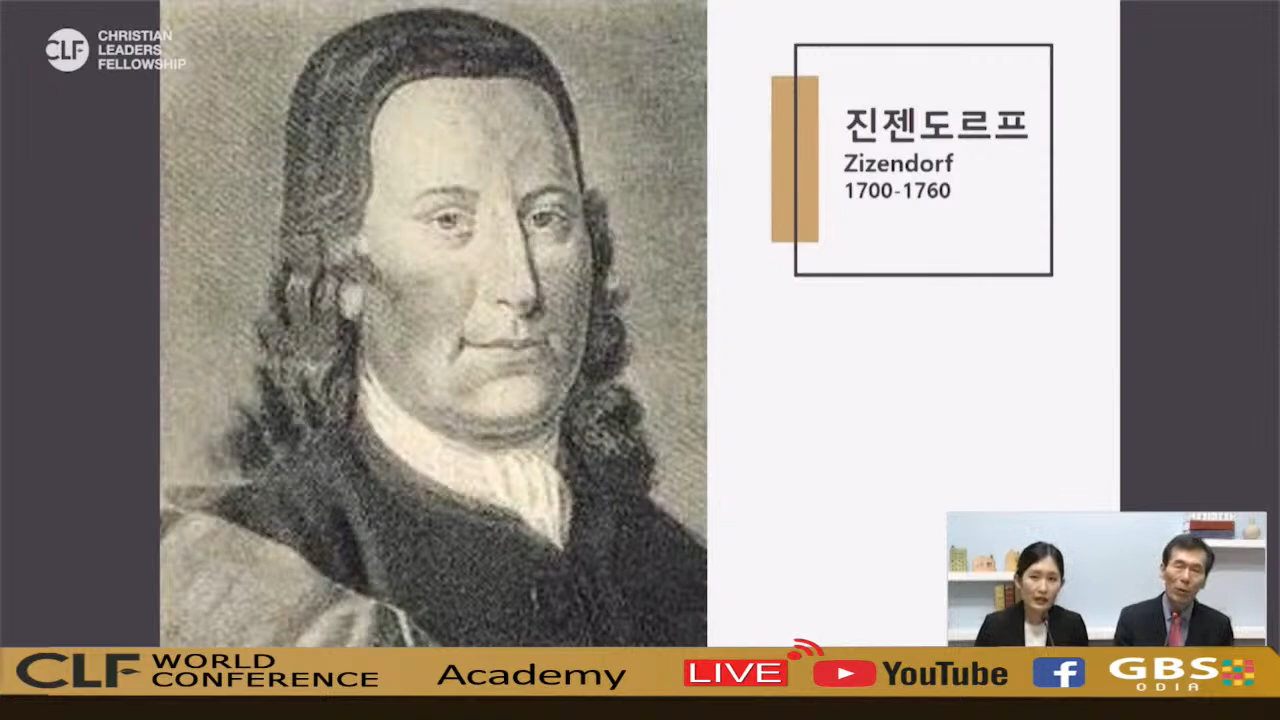 CLF CHRISTIAN
LEADERS
FELLOWSHIP
진젠도르프
Zizendorf
1700-1760
CLF WORLD
CONFERENCE
Academy
LIVE
YouTube
f
GBS
ODIA